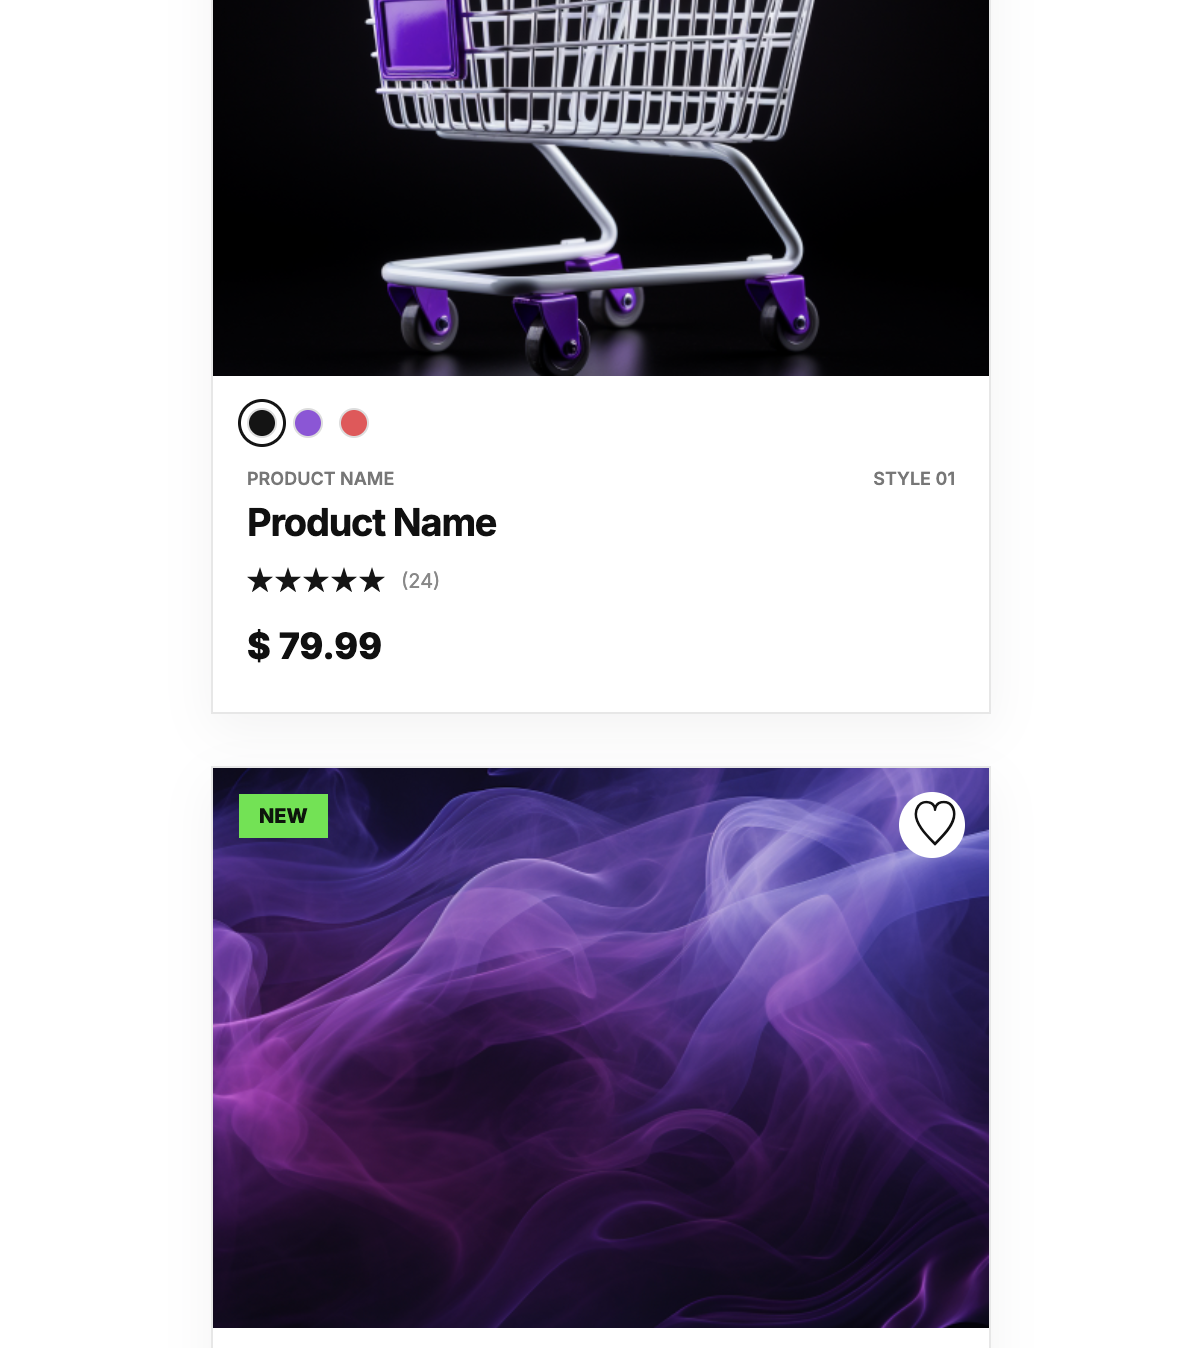 PRODUCT NAME STYLE 01
Product Name
★★★★★ (24)
$ 79.99
NEW